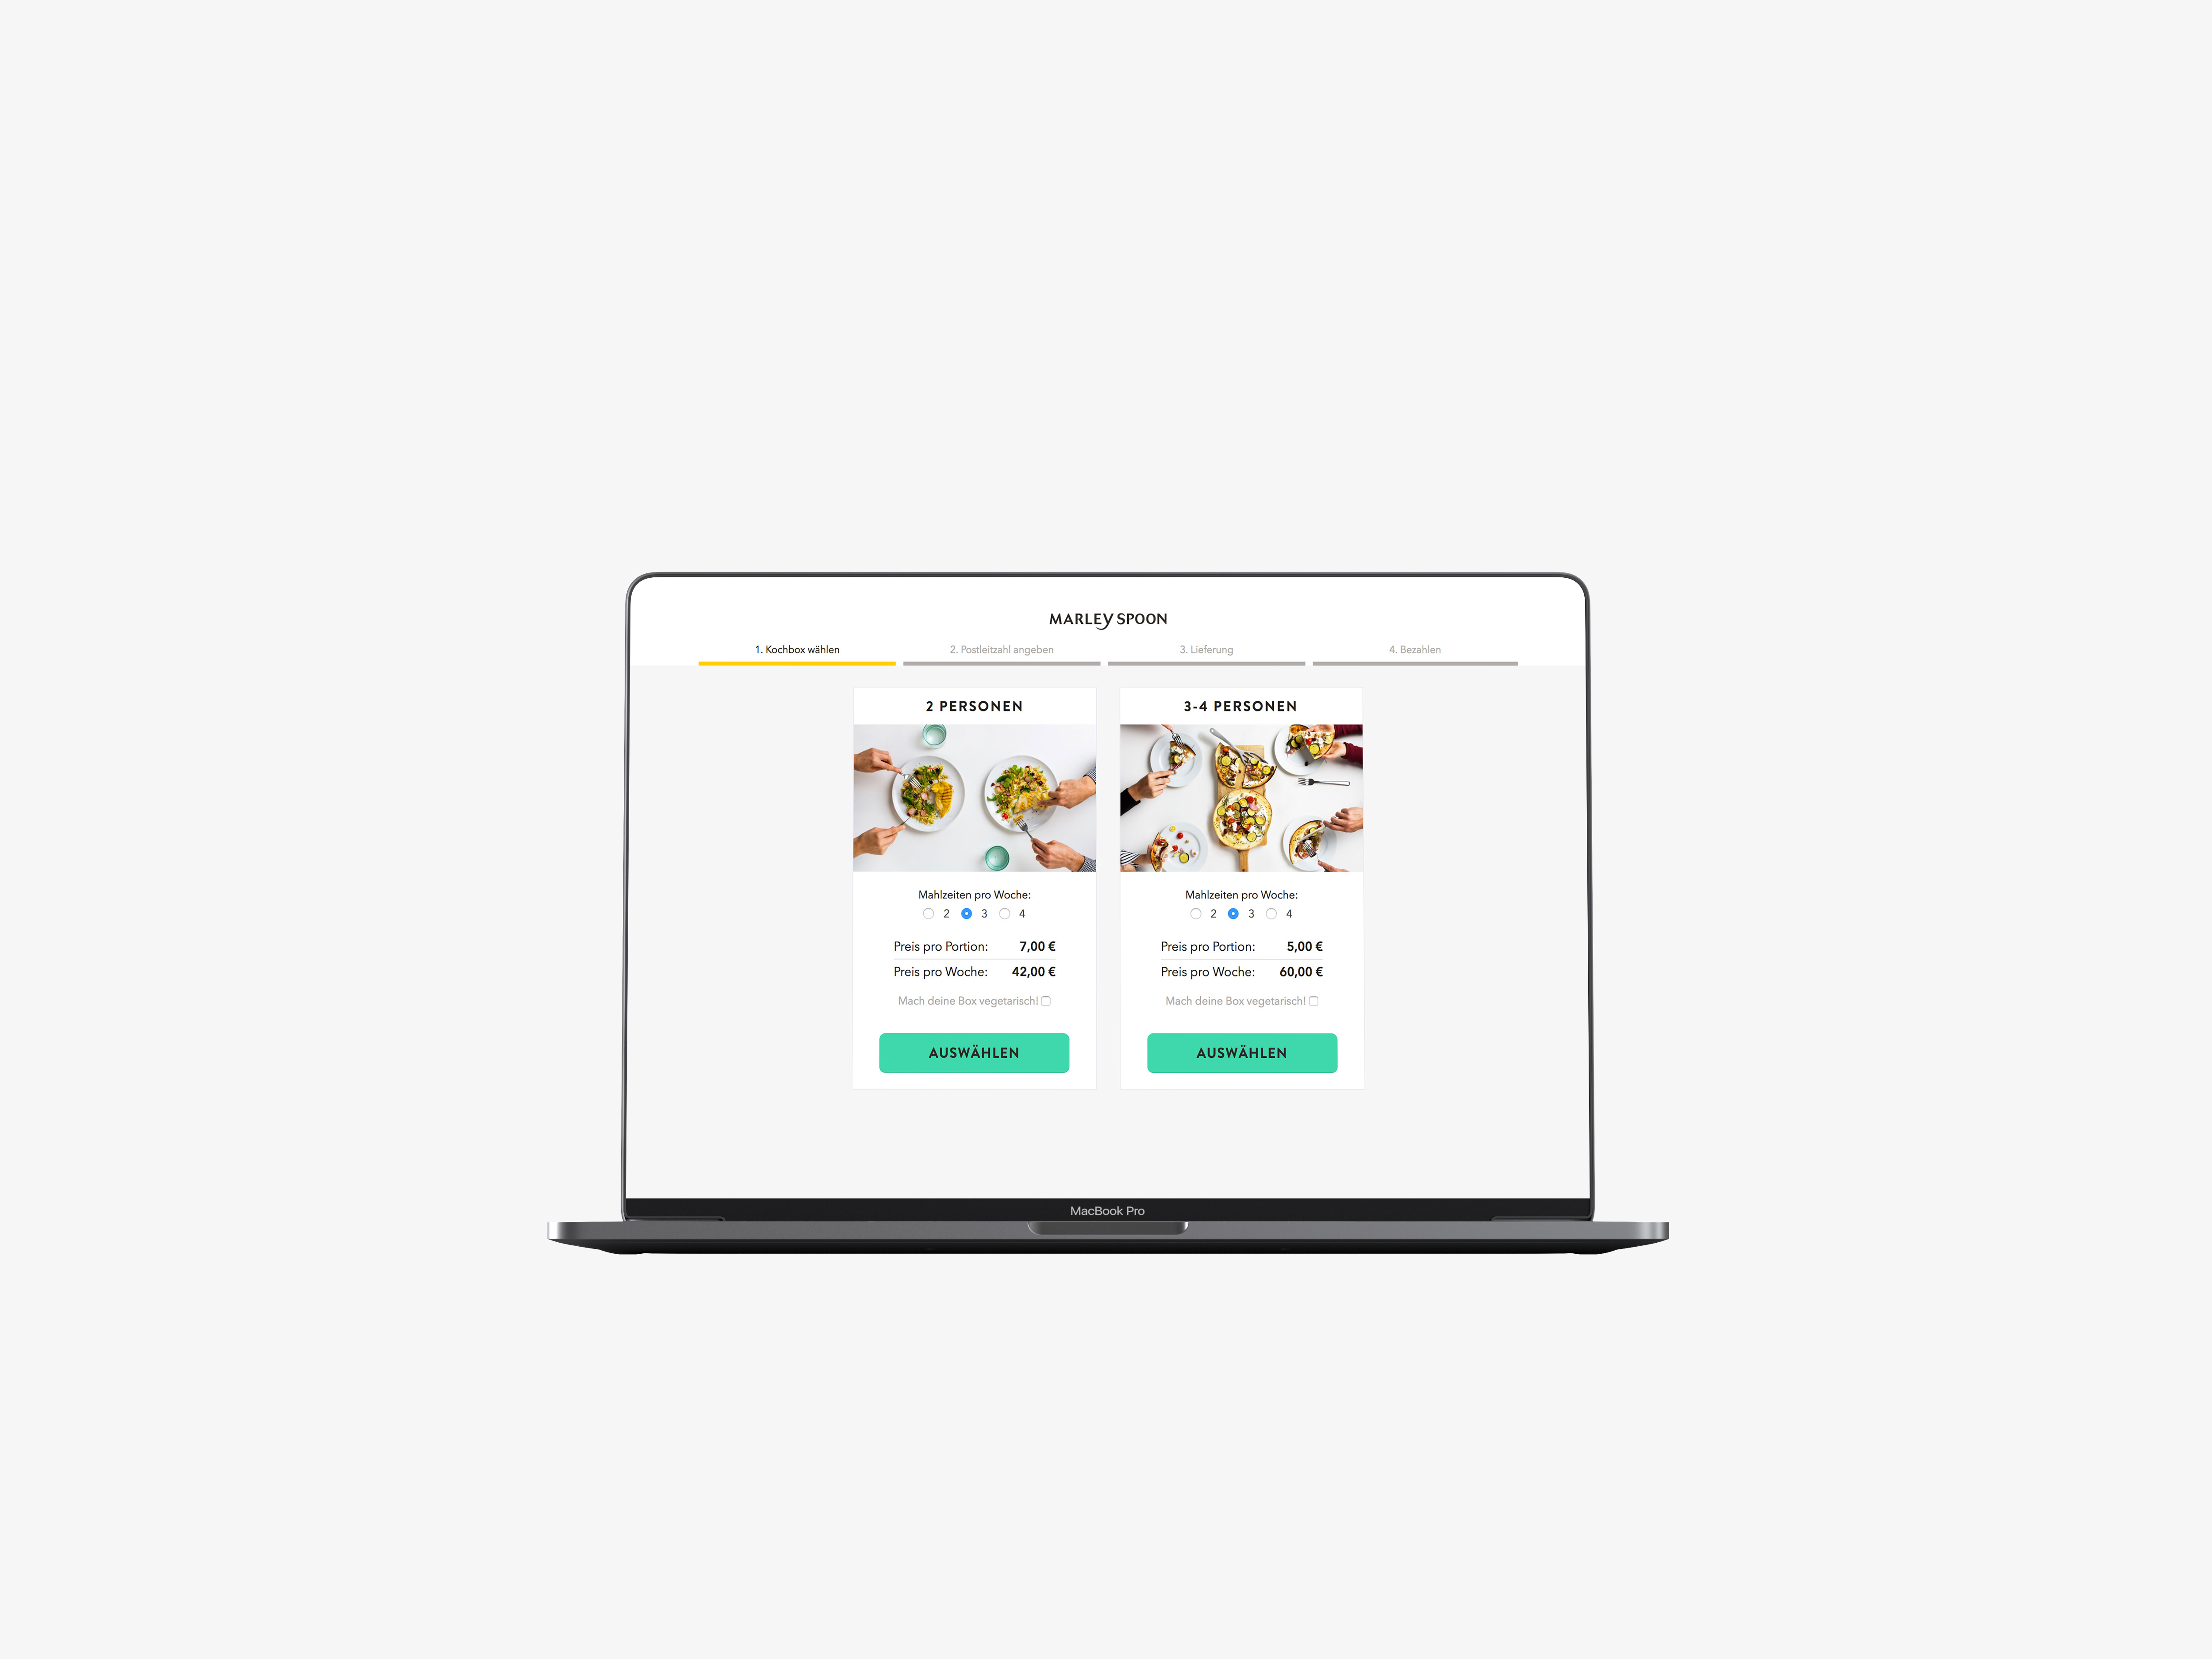 MARLEY SPOON
1. Kochbox wählen
2. Postleitzahl angeben
3. Lieferung
4. Bezahlen
2 PERSONEN
Mahlzeiten pro Woche:
2 3 4
Preis pro Portion: 7,00 €
Preis pro Woche: 42,00 €
Mach deine Box vegetarisch!
AUSWÄHLEN
3-4 PERSONEN
Mahlzeiten pro Woche:
2 3 4
Preis pro Portion: 5,00 €
Preis pro Woche: 60,00 €
Mach deine Box vegetarisch!
AUSWÄHLEN
MacBook Pro